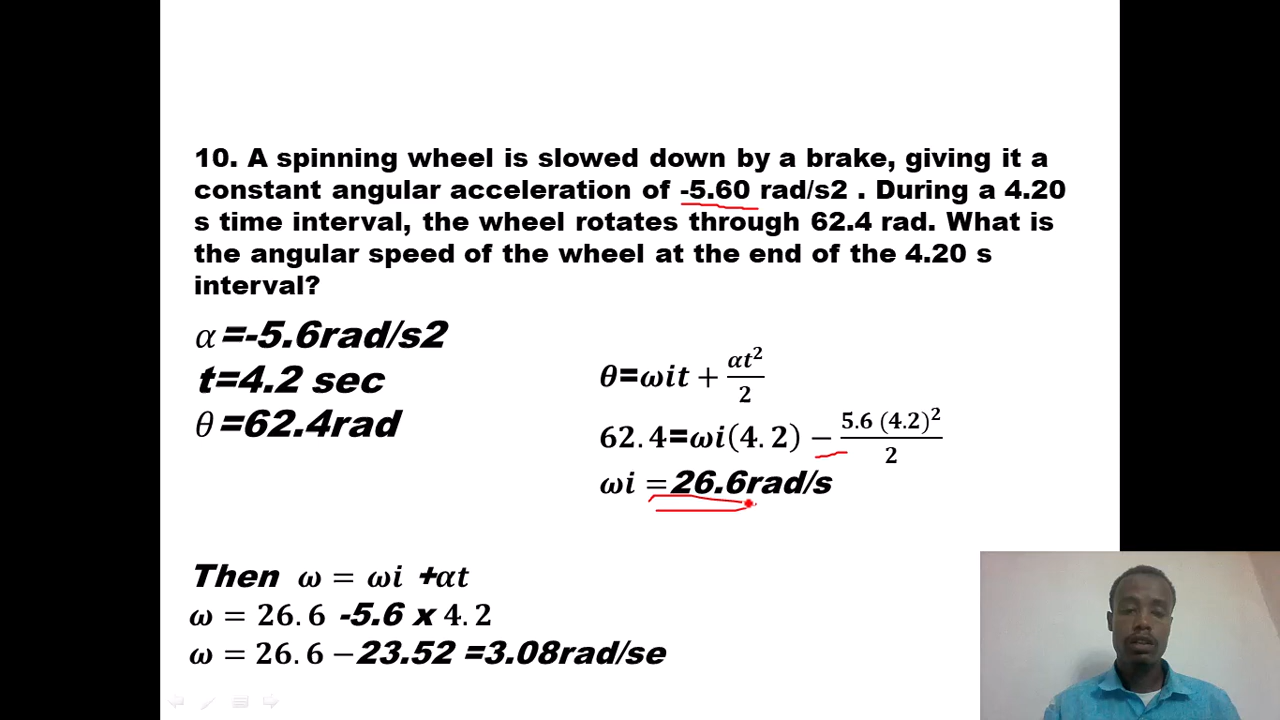 10. A spinning wheel is slowed down by a brake, giving it a
constant angular acceleration of -5.60 rad/s2 . During a 4.20
s time interval, the wheel rotates through 62.4 rad. What is
the angular speed of the wheel at the end of the 4.20 s
interval?
α =-5.6rad/s2
t=4.2 sec
θ =62.4rad
θ=ωit + αt²/2
62.4=ωi(4.2) − 5.6 (4.2)²/2
ωi =26.6rad/s
Then ω = ωi +αt
ω = 26.6 -5.6 x 4.2
ω = 26.6 −23.52 =3.08rad/se